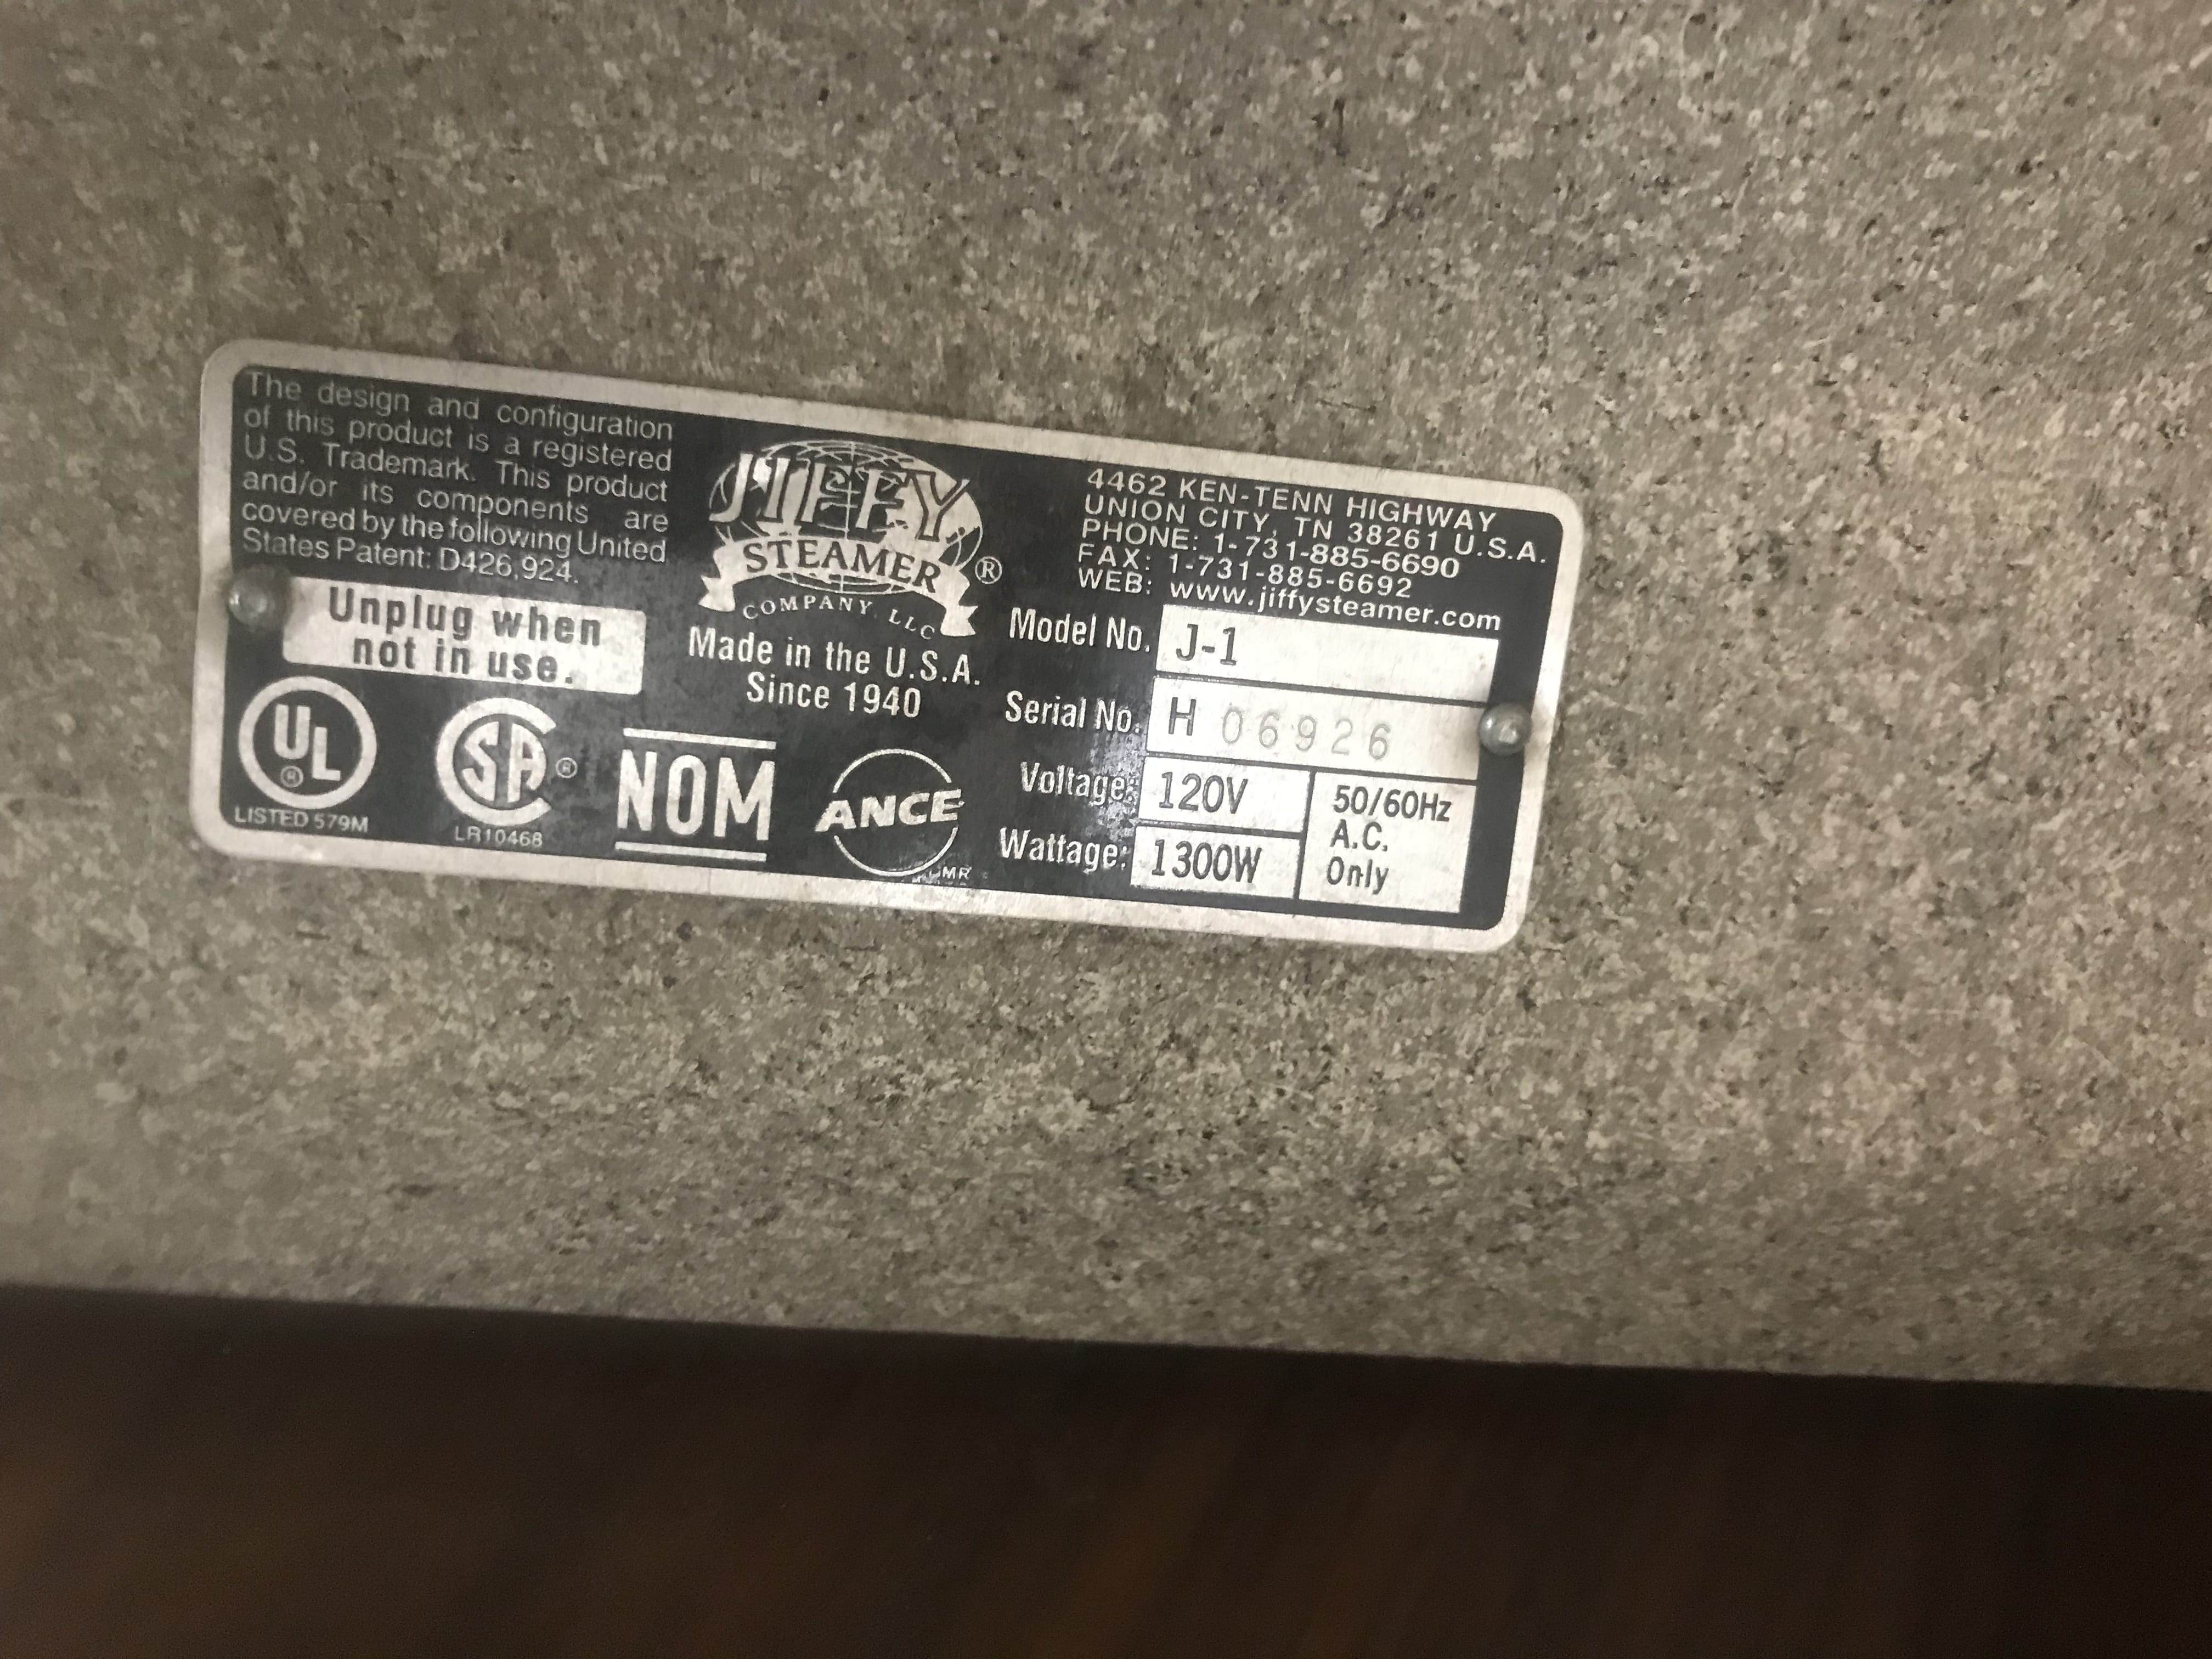 The design and configuration
of this product is a registered
U.S. Trademark. This product
and/or its components are
covered by the following United
States Patent: D426,924.
Unplug when
not in use.
UL
®
LISTED 579M
SA ®
LR10468
NOM
ANCE
JIFFY
STEAMER ®
COMPANY, LLC
Made in the U.S.A.
Since 1940
4462 KEN-TENN HIGHWAY
UNION CITY, TN 38261 U.S.A.
PHONE: 1-731-885-6690
FAX: 1-731-885-6692
WEB: www.jiffysteamer.com
Model No. J-1
Serial No. H 06926
Voltage: 120V
Wattage: 1300W
50/60Hz
A.C.
Only